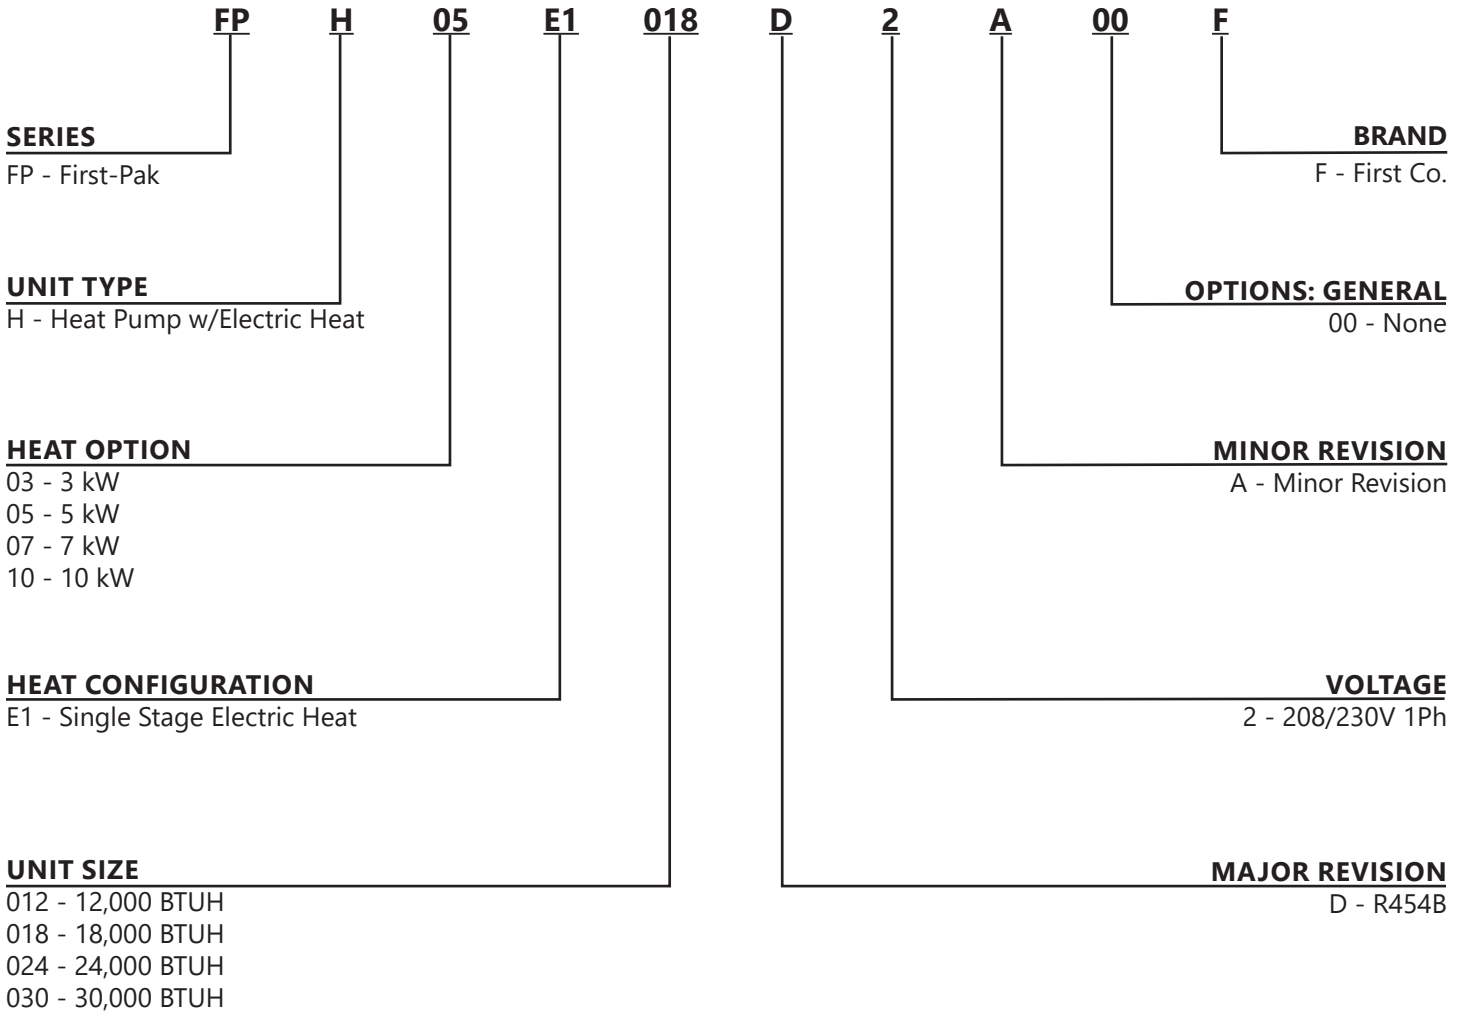 FP H 05 E1 018 D 2 A 00 F
SERIES
FP - First-Pak
UNIT TYPE
H - Heat Pump w/Electric Heat
HEAT OPTION
03 - 3 kW
05 - 5 kW
07 - 7 kW
10 - 10 kW
HEAT CONFIGURATION
E1 - Single Stage Electric Heat
UNIT SIZE
012 - 12,000 BTUH
018 - 18,000 BTUH
024 - 24,000 BTUH
030 - 30,000 BTUH
BRAND
F - First Co.
OPTIONS: GENERAL
00 - None
MINOR REVISION
A - Minor Revision
VOLTAGE
2 - 208/230V 1Ph
MAJOR REVISION
D - R454B